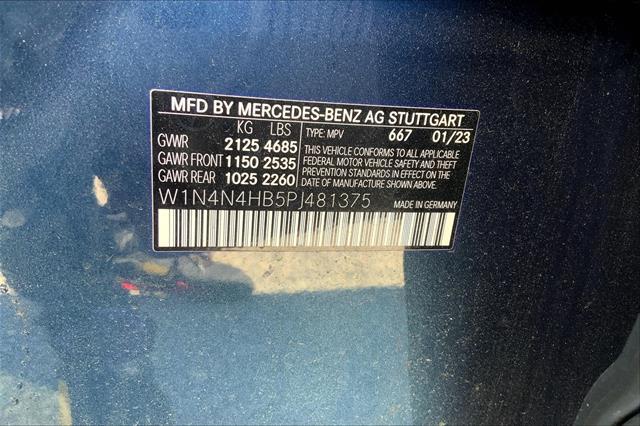 MFD BY MERCEDES-BENZ AG STUTTGART
KG LBS
GVWR 2125 4685
GAWR FRONT 1150 2535
GAWR REAR 1025 2260
TYPE: MPV 667 01/23
THIS VEHICLE CONFORMS TO ALL APPLICABLE
FEDERAL MOTOR VEHICLE SAFETY AND THEFT
PREVENTION STANDARDS IN EFFECT ON THE
DATE OF MANUFACTURE SHOWN ABOVE.
W1N4N4HB5PJ481375
MADE IN GERMANY